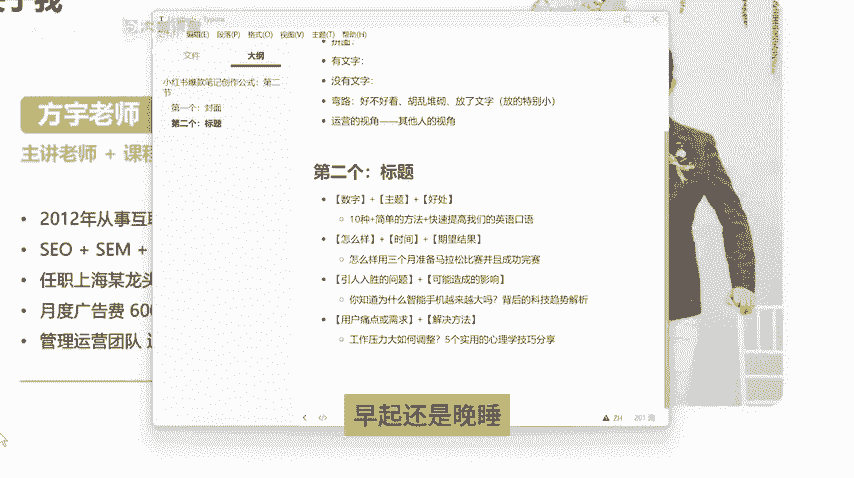 方宇老师
主讲老师 + 课程
2012年从事互联
SEO + SEM +
任职上海某龙头
月度广告费 600
管理运营团队
编辑(E) 段落(P) 格式(O) 视图(V) 主题(T) 帮助(H)
文件 大纲
小红书爆款笔记创作公式：第二节
第一个：封面
第二个：标题
拼图：
有文字：
没有文字：
弯路：好不好看、胡乱堆砌、放了文字（放的特别小）
运营的视角——其他人的视角
第二个：标题
【数字】+【主题】+【好处】
10种+简单的方法+快速提高我们的英语口语
【怎么样】+【时间】+【期望结果】
怎么样用三个月准备马拉松比赛并且成功完赛
【引人入胜的问题】+【可能造成的影响】
你知道为什么智能手机越来越大吗？背后的科技趋势解析
【用户痛点或需求】+【解决方法】
工作压力大如何调整？5个实用的心理学技巧分享
ZH 201 词
早起还是晚睡